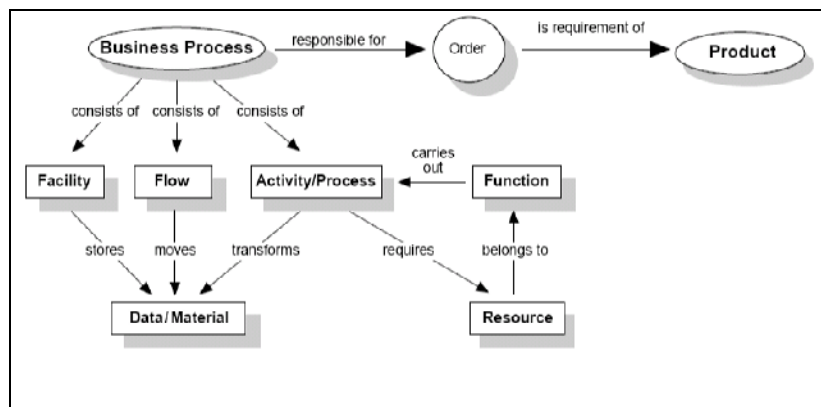 Business Process
responsible for
Order
is requirement of
Product
consists of
consists of
consists of
Facility
Flow
Activity/Process
carries
out
Function
stores
moves
transforms
requires
belongs to
Data/Material
Resource